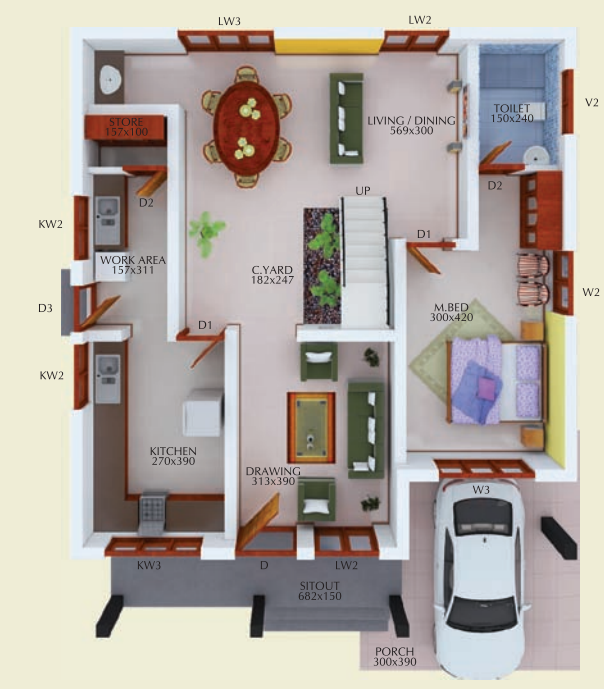 LW3
LW2
V2
STORE
157x100
LIVING / DINING
569x300
TOILET
150x240
D2
D2
UP
KW2
D1
WORK AREA
157x311
C.YARD
182x247
W2
D3
M.BED
300x420
D1
KW2
KITCHEN
270x390
DRAWING
313x390
W3
KW3
D
LW2
SITOUT
682x150
PORCH
300x390